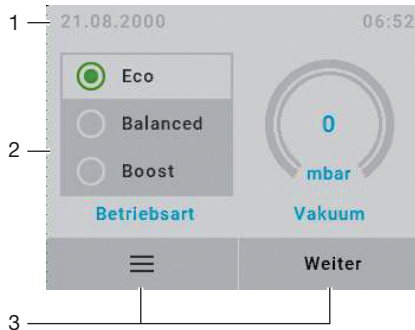 1
21.08.2000 06:52
Eco
Balanced
Boost
0
mbar
2
Betriebsart Vakuum
Weiter
3